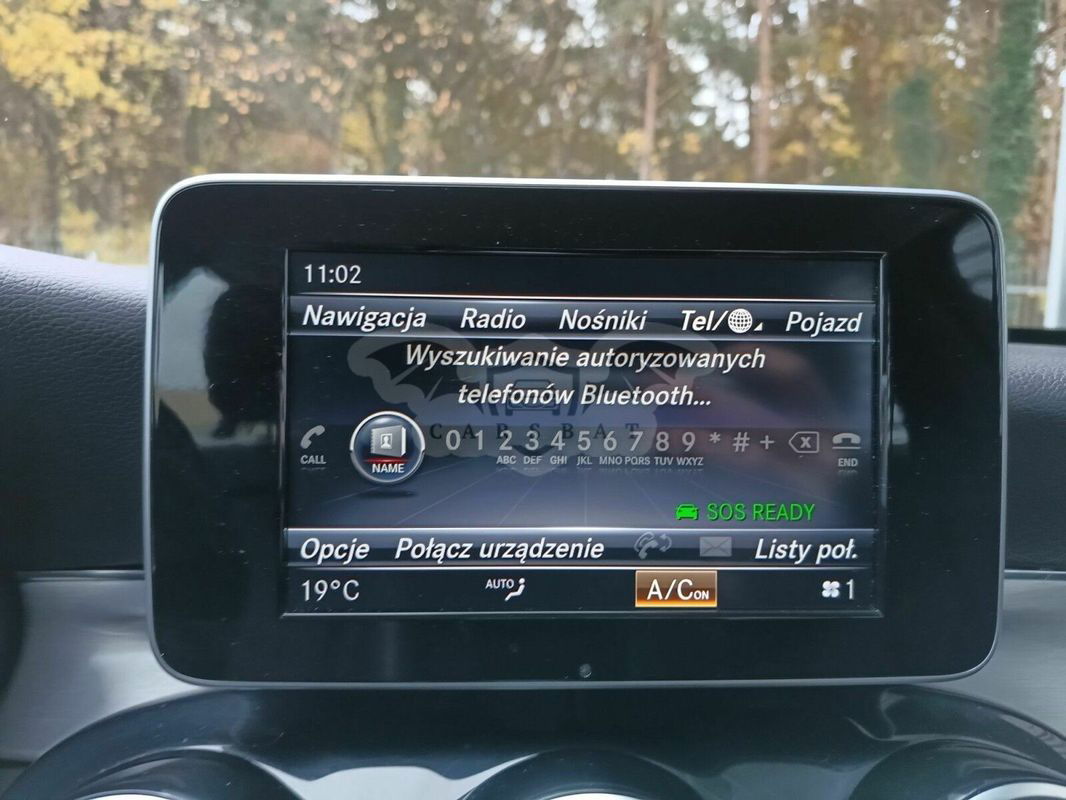 11:02
Nawigacja Radio Nośniki Tel/ Pojazd
Wyszukiwanie autoryzowanych
telefonów Bluetooth...
CARSBAT
CALL NAME 0 1 2 3 4 5 6 7 8 9 * # + END
ABC DEF GHI JKL MNO PQRS TUV WXYZ
SOS READY
Opcje Połącz urządzenie Listy poł.
19°C AUTO A/C ON 1